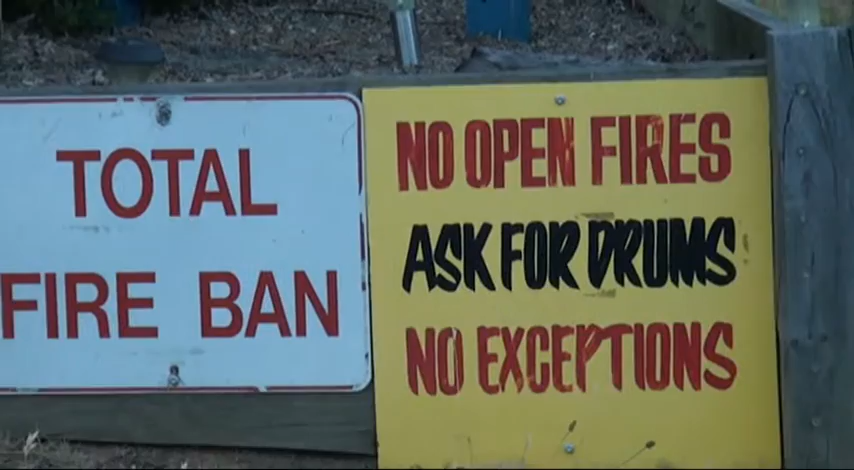 TOTAL
FIRE BAN
NO OPEN FIRES
ASK FOR DRUMS
NO EXCEPTIONS